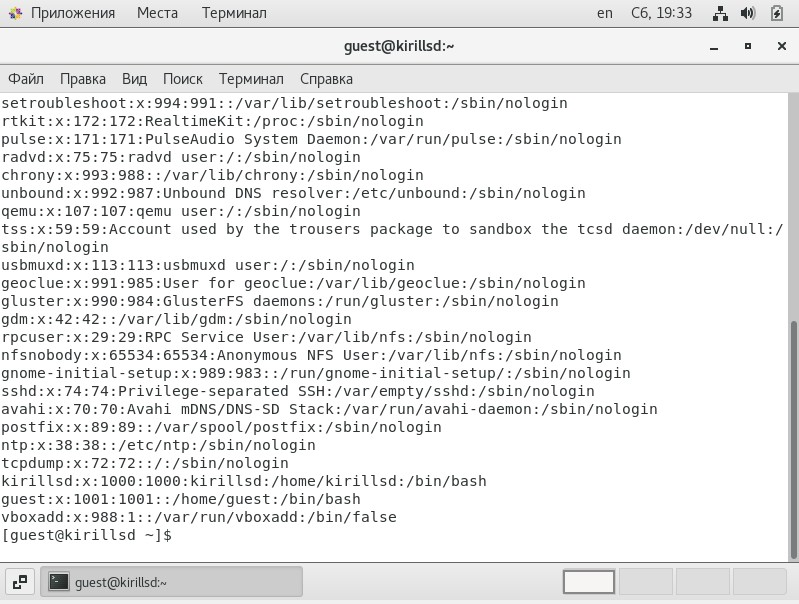 Приложения Места Терминал en Сб, 19:33
guest@kirillsd:~
Файл Правка Вид Поиск Терминал Справка
setroubleshoot:x:994:991::/var/lib/setroubleshoot:/sbin/nologin
rtkit:x:172:172:RealtimeKit:/proc:/sbin/nologin
pulse:x:171:171:PulseAudio System Daemon:/var/run/pulse:/sbin/nologin
radvd:x:75:75:radvd user:/:/sbin/nologin
chrony:x:993:988::/var/lib/chrony:/sbin/nologin
unbound:x:992:987:Unbound DNS resolver:/etc/unbound:/sbin/nologin
qemu:x:107:107:qemu user:/:/sbin/nologin
tss:x:59:59:Account used by the trousers package to sandbox the tcsd daemon:/dev/null:/
sbin/nologin
usbmuxd:x:113:113:usbmuxd user:/:/sbin/nologin
geoclue:x:991:985:User for geoclue:/var/lib/geoclue:/sbin/nologin
gluster:x:990:984:GlusterFS daemons:/run/gluster:/sbin/nologin
gdm:x:42:42::/var/lib/gdm:/sbin/nologin
rpcuser:x:29:29:RPC Service User:/var/lib/nfs:/sbin/nologin
nfsnobody:x:65534:65534:Anonymous NFS User:/var/lib/nfs:/sbin/nologin
gnome-initial-setup:x:989:983::/run/gnome-initial-setup/:/sbin/nologin
sshd:x:74:74:Privilege-separated SSH:/var/empty/sshd:/sbin/nologin
avahi:x:70:70:Avahi mDNS/DNS-SD Stack:/var/run/avahi-daemon:/sbin/nologin
postfix:x:89:89::/var/spool/postfix:/sbin/nologin
ntp:x:38:38::/etc/ntp:/sbin/nologin
tcpdump:x:72:72::/:/sbin/nologin
kirillsd:x:1000:1000:kirillsd:/home/kirillsd:/bin/bash
guest:x:1001:1001::/home/guest:/bin/bash
vboxadd:x:988:1::/var/run/vboxadd:/bin/false
[guest@kirillsd ~]$
guest@kirillsd:~